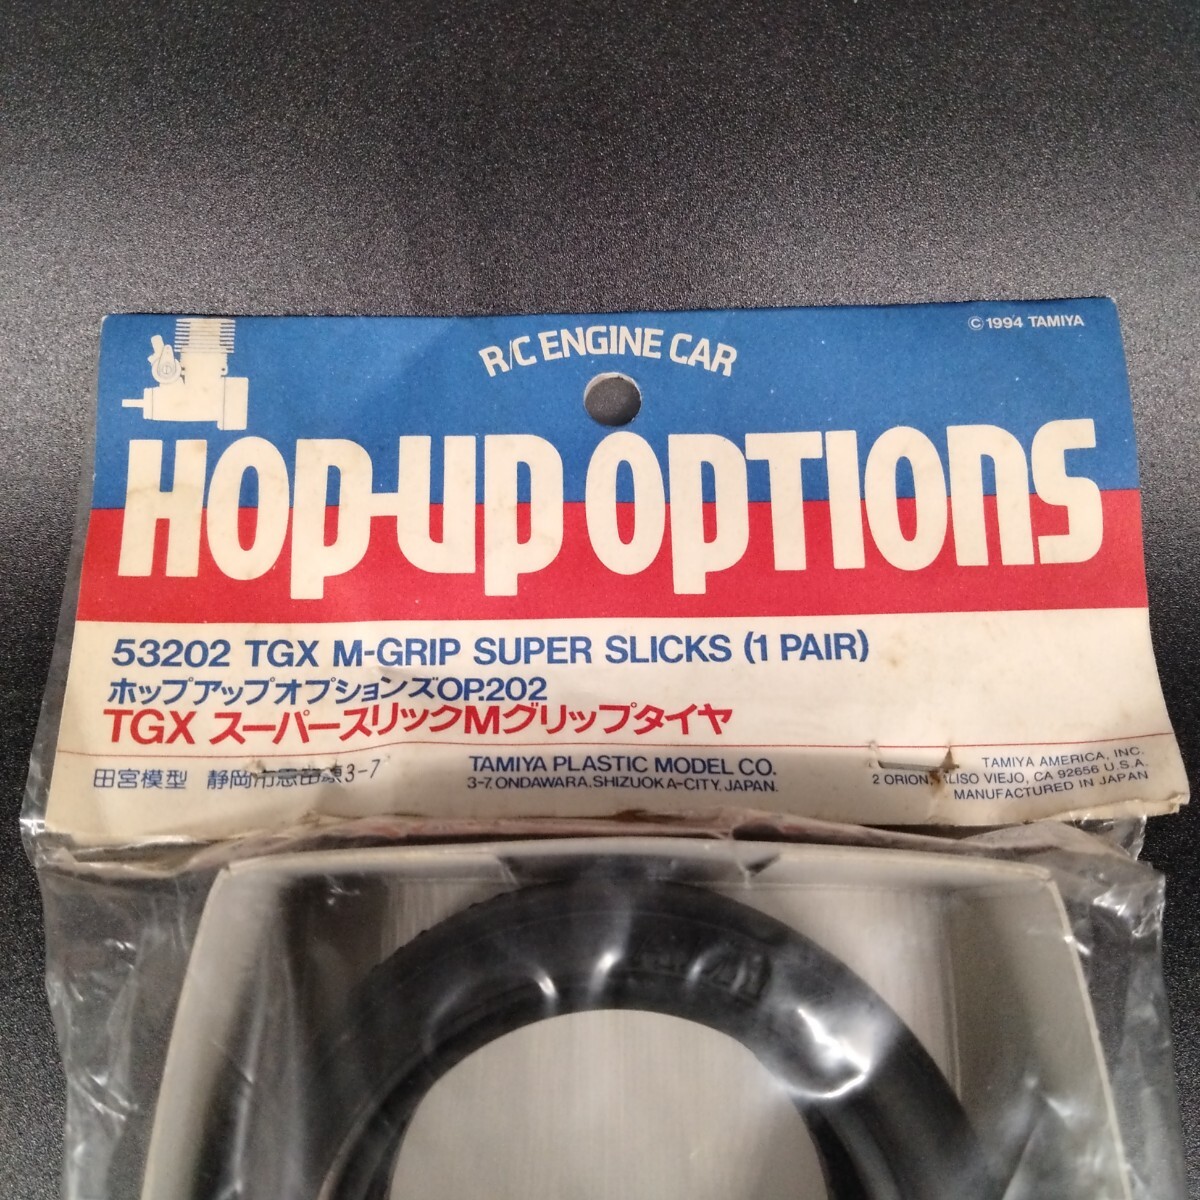 © 1994 TAMIYA
R/C ENGINE CAR
HOP-UP OPTIONS
53202 TGX M-GRIP SUPER SLICKS (1 PAIR)
ホップアップオプションズOP.202
TGX スーパースリックMグリップタイヤ
田宮模型 静岡市恩田原3-7
TAMIYA PLASTIC MODEL CO.
3-7, ONDAWARA, SHIZUOKA-CITY, JAPAN.
TAMIYA AMERICA, INC.
2 ORION, ALISO VIEJO, CA 92656 U.S.A.
MANUFACTURED IN JAPAN